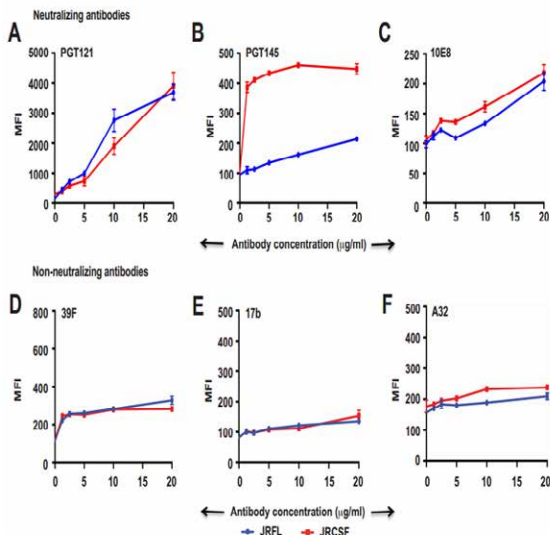 Neutralizing antibodies
A
B
C
PGT121
PGT145
10E8
MFI
5000
4000
3000
2000
1000
0
0 5 10 15 20
MFI
500
400
300
200
100
0
0 5 10 15 20
MFI
250
200
150
100
50
0
0 5 10 15 20
Antibody concentration (µg/ml)
Non-neutralizing antibodies
D
E
F
39F
17b
A32
MFI
800
600
400
200
0
0 5 10 15 20
MFI
500
400
300
200
100
0
0 5 10 15 20
MFI
500
400
300
200
100
0
0 5 10 15 20
Antibody concentration (µg/ml)
JRFL JRCSF